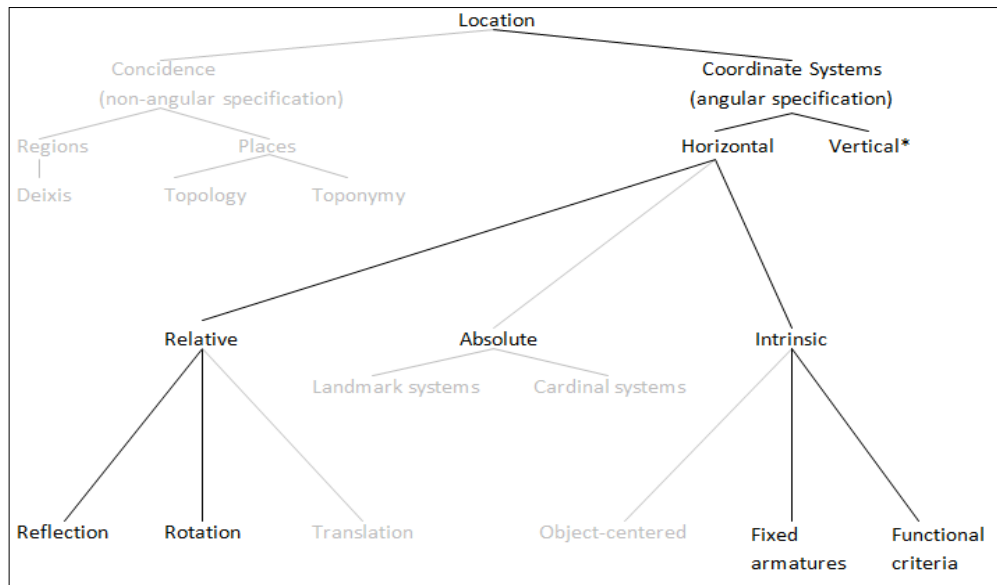 Location
Concidence
(non-angular specification)
Coordinate Systems
(angular specification)
Regions
Places
Horizontal
Vertical*
Deixis
Topology
Toponymy
Relative
Absolute
Intrinsic
Landmark systems
Cardinal systems
Reflection
Rotation
Translation
Object-centered
Fixed
armatures
Functional
criteria